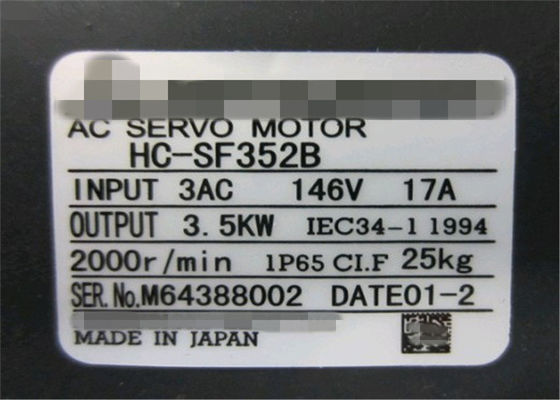 AC SERVO MOTOR
HC-SF352B
INPUT 3AC 146V 17A
OUTPUT 3.5KW IEC34-1 1994
2000r/min IP65 CI.F 25kg
SER.No.M64388002 DATE01-2
MADE IN JAPAN